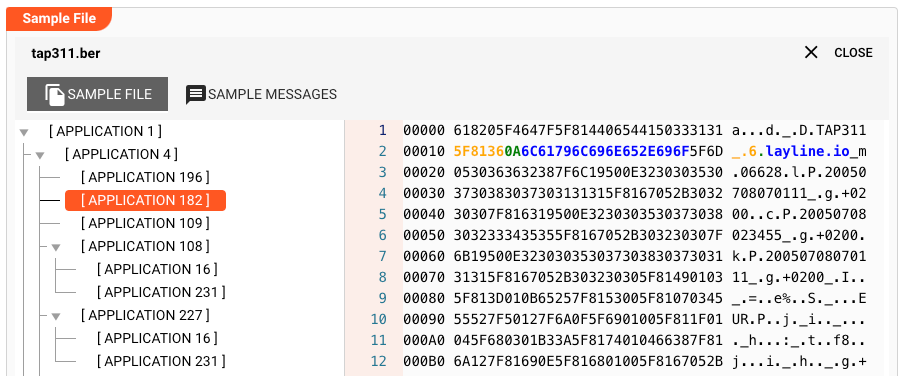 Sample File
tap311.ber
CLOSE
SAMPLE FILE
SAMPLE MESSAGES
[ APPLICATION 1 ]
[ APPLICATION 4 ]
[ APPLICATION 196 ]
[ APPLICATION 182 ]
[ APPLICATION 109 ]
[ APPLICATION 108 ]
[ APPLICATION 16 ]
[ APPLICATION 231 ]
[ APPLICATION 227 ]
[ APPLICATION 16 ]
[ APPLICATION 231 ]
1 00000 618205F4647F5F814406544150333131 a...d._.D.TAP311
2 00010 5F81360A6C61796C696E652E696F5F6D _.6.layline.io_m
3 00020 0530363632387F6C19500E3230303530 .06628.l.P.20050
4 00030 373038303730313131 5F8167052B3032 708070111_.g.+02
5 00040 30307F816319500E3230303530373038 00..c.P.20050708
6 00050 3032333435355F8167052B303230307F 023455_.g.+0200.
7 00060 6B19500E323030353037303830373031 k.P.200507080701
8 00070 31315F8167052B303230305F81490103 11_.g.+0200_.I..
9 00080 5F813D010B65257F8153005F81070345 _.=..e%..S._...E
10 00090 55527F50127F6A0F5F6901005F811F01 UR.P..j._i.._...
11 000A0 045F680301B33A5F8174010466387F81 ._h...:_.t..f8..
12 000B0 6A127F81690E5F816801005F8167052B j...i._.h.._.g.+